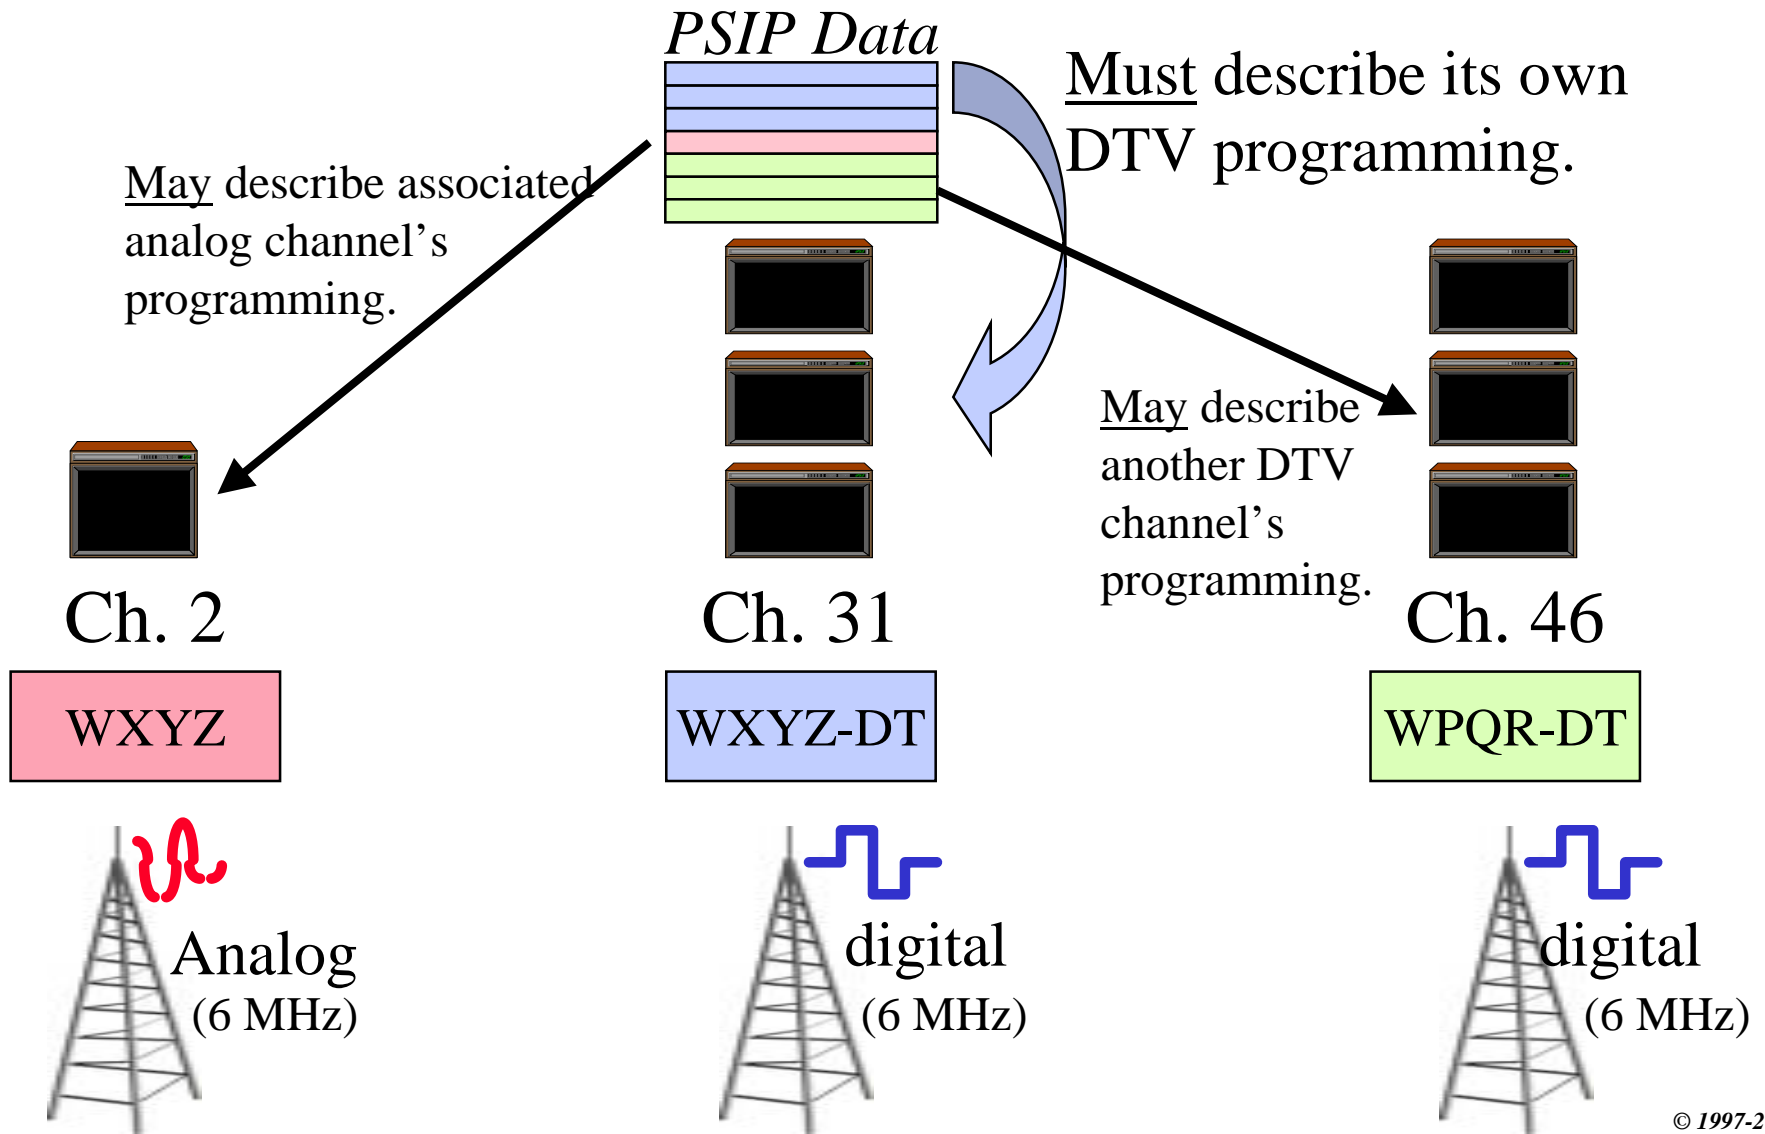 PSIP Data
Must describe its own
DTV programming.
May describe associated
analog channel’s
programming.
May describe
another DTV
channel’s
programming.
Ch. 2
Ch. 31
Ch. 46
WXYZ
WXYZ-DT
WPQR-DT
Analog
(6 MHz)
digital
(6 MHz)
digital
(6 MHz)
© 1997-2